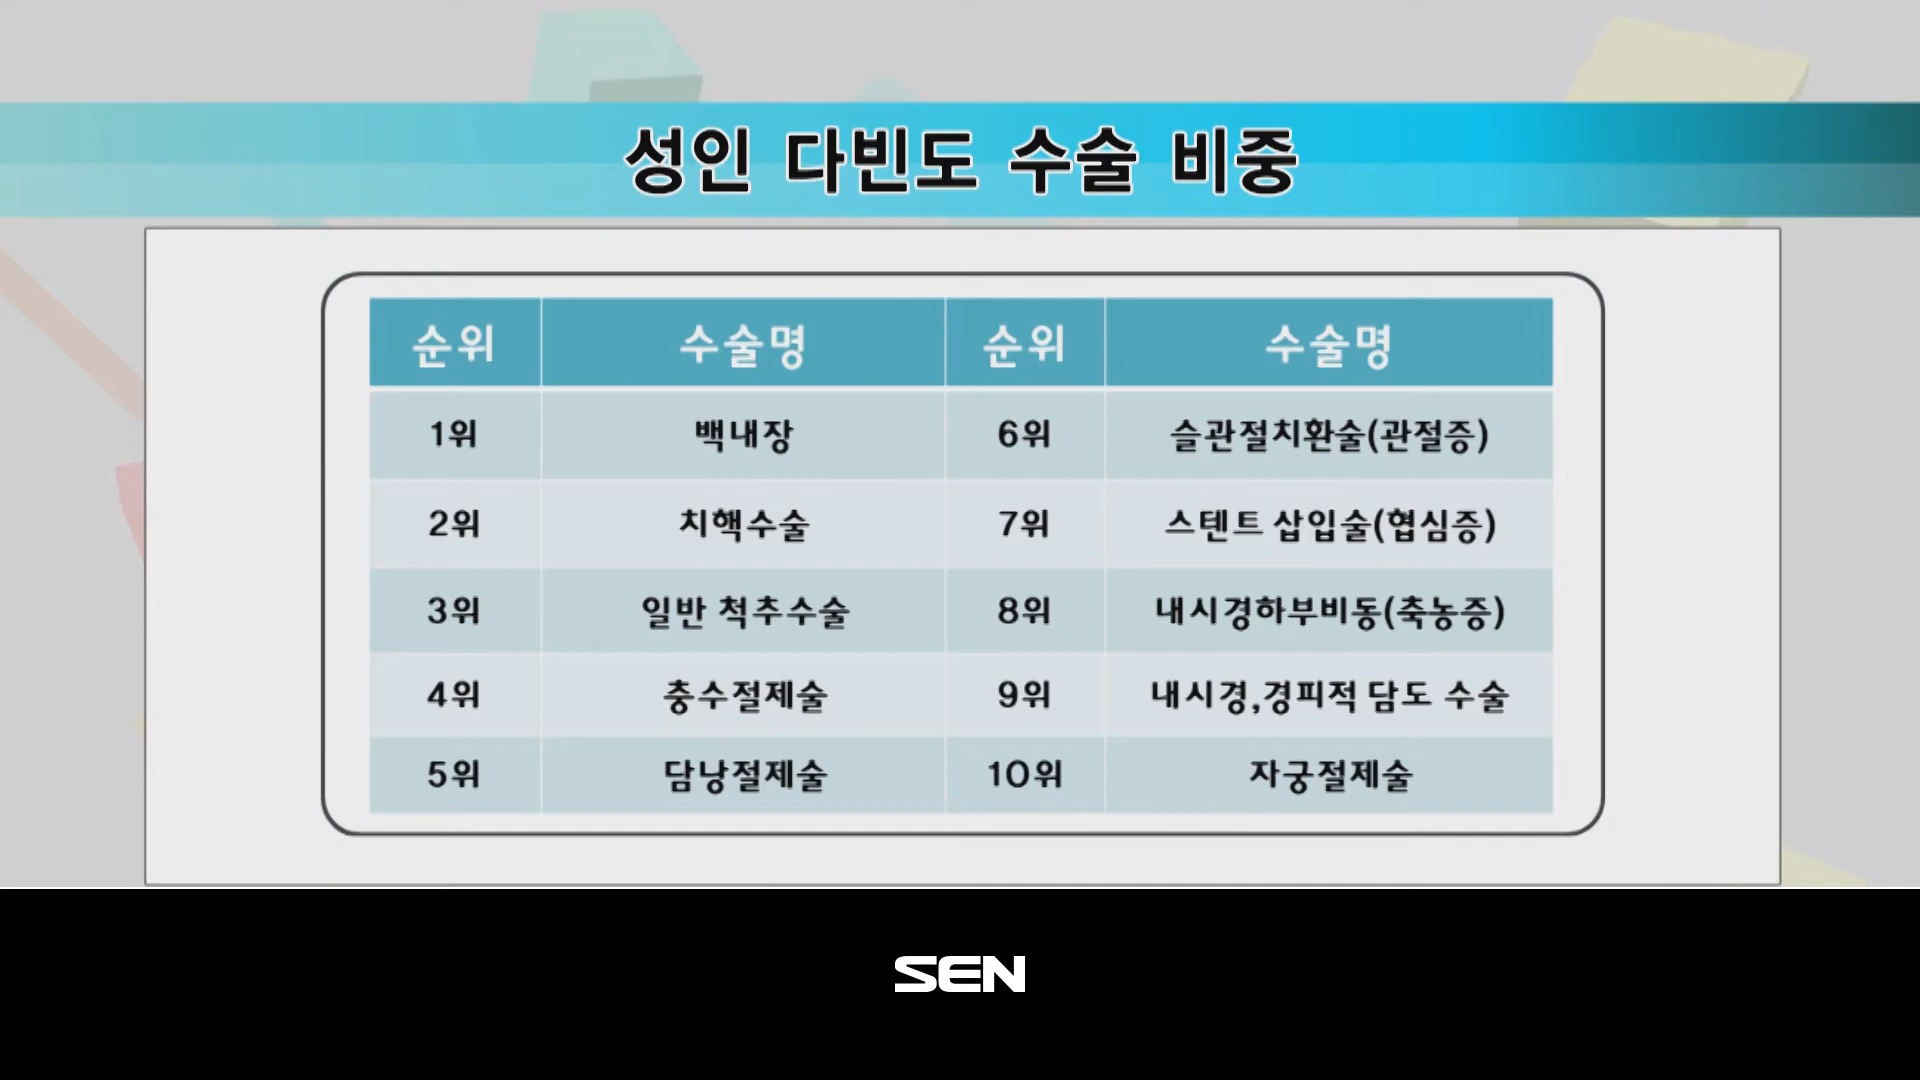 성인 다빈도 수술 비중
순위 수술명 순위 수술명
1위 백내장 6위 슬관절치환술(관절증)
2위 치핵수술 7위 스텐트 삽입술(협심증)
3위 일반 척추수술 8위 내시경하부비동(축농증)
4위 충수절제술 9위 내시경,경피적 담도 수술
5위 담낭절제술 10위 자궁절제술
SEN